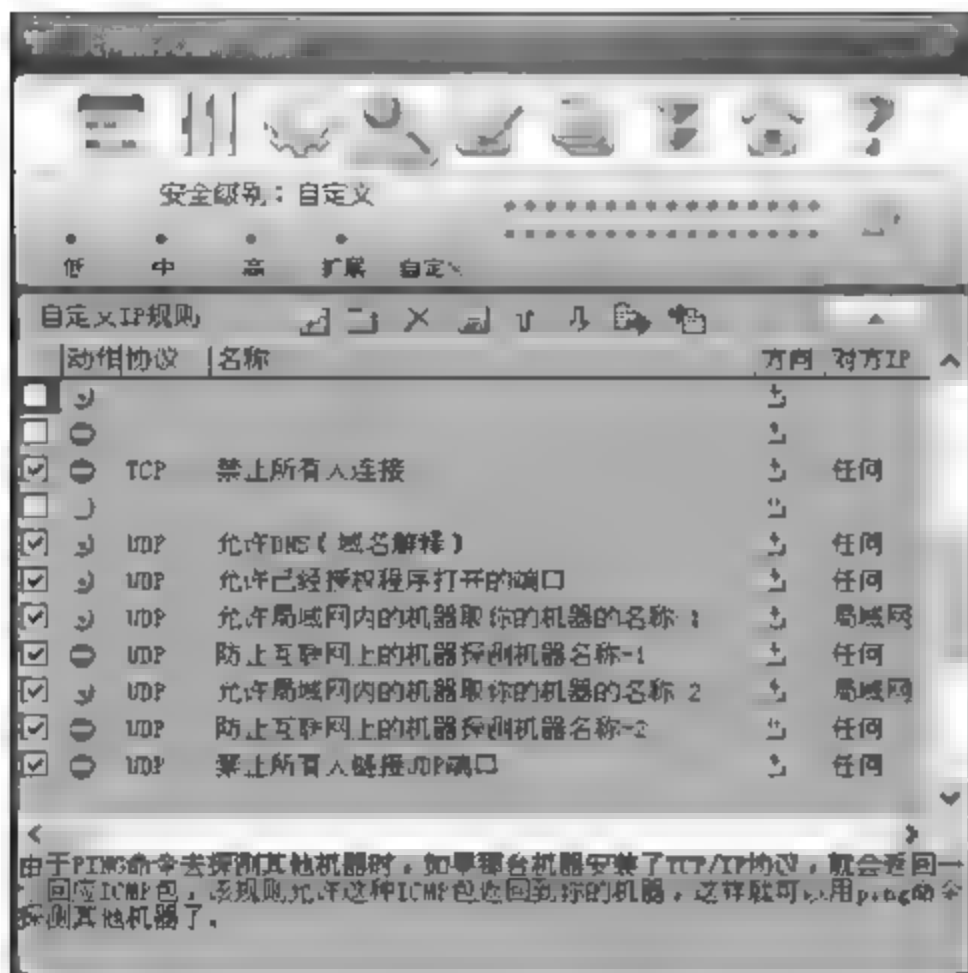 安全级别：自定义
低 中 高 扩展 自定义
自定义IP规则
动作 协议 名称 方向 对方IP
TCP 禁止所有人连接 任何
UDP 允许DNS(域名解释) 任何
UDP 允许已经授权程序打开的端口 任何
UDP 允许局域网内的机器取你的机器的名称-1 局域网
UDP 防止互联网上的机器探测机器名称-1 任何
UDP 允许局域网内的机器取你的机器的名称-2 局域网
UDP 防止互联网上的机器探测机器名称-2 任何
UDP 禁止所有人链接UDP端口 任何
由于PING命令去探测其他机器时，如果那台机器安装了TCP/IP协议，就会返回一
回应ICMP包，该规则允许这种ICMP包返回到你的机器，这样就可以用ping命令
探测其他机器了。